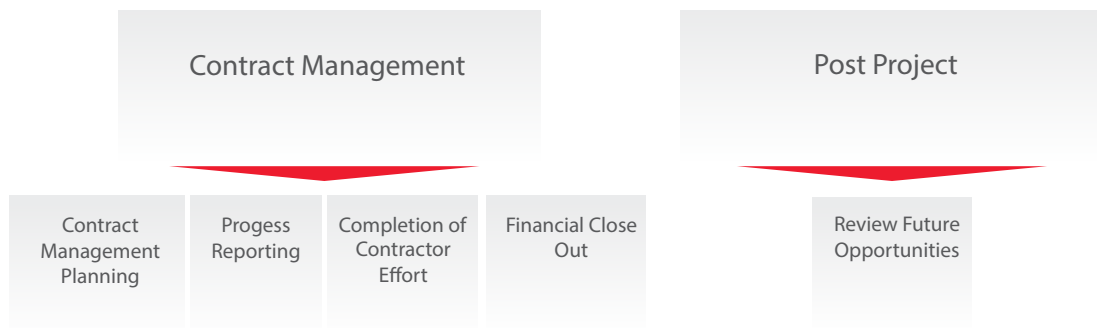 Contract Management
Post Project
Contract
Management
Planning
Progess
Reporting
Completion of
Contractor
Effort
Financial Close
Out
Review Future
Opportunities